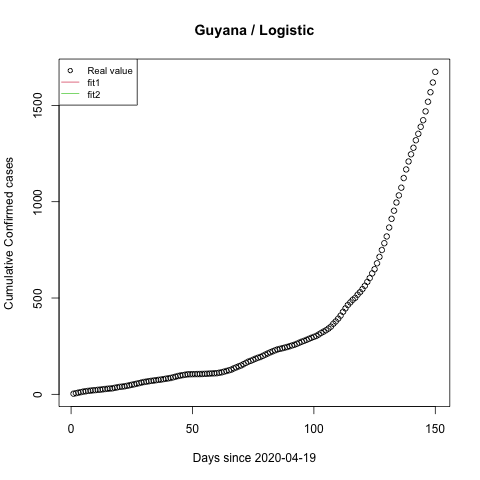 Guyana / Logistic
Real value
fit1
fit2
Cumulative Confirmed cases
1500
1000
500
0
0 50 100 150
Days since 2020-04-19